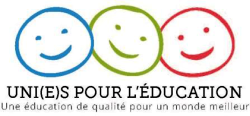 UNI(E)S POUR L'ÉDUCATION
Une éducation de qualité pour un monde meilleur